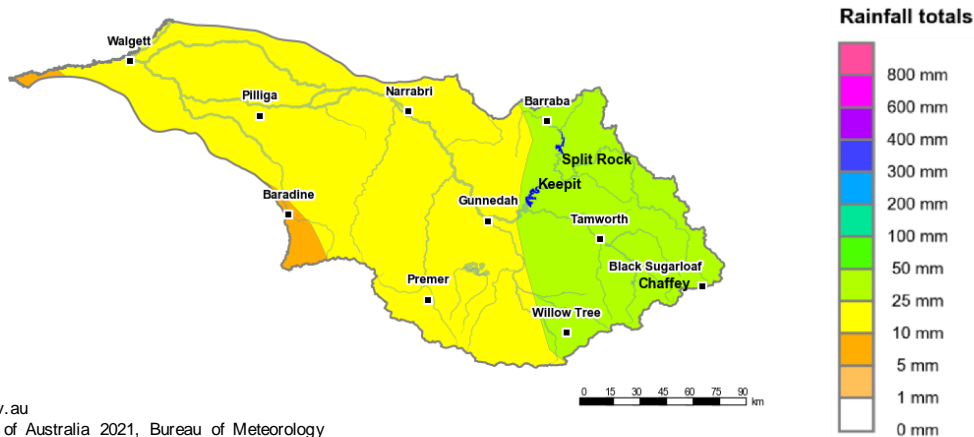 Rainfall totals
800 mm
600 mm
400 mm
300 mm
200 mm
100 mm
50 mm
25 mm
10 mm
5 mm
1 mm
0 mm
Walgett
Pilliga
Narrabri
Barraba
Split Rock
Keepit
Baradine
Gunnedah
Tamworth
Black Sugarloaf
Chaffey
Premer
Willow Tree
0 15 30 45 60 75 90
km
v.au
of Australia 2021, Bureau of Meteorology